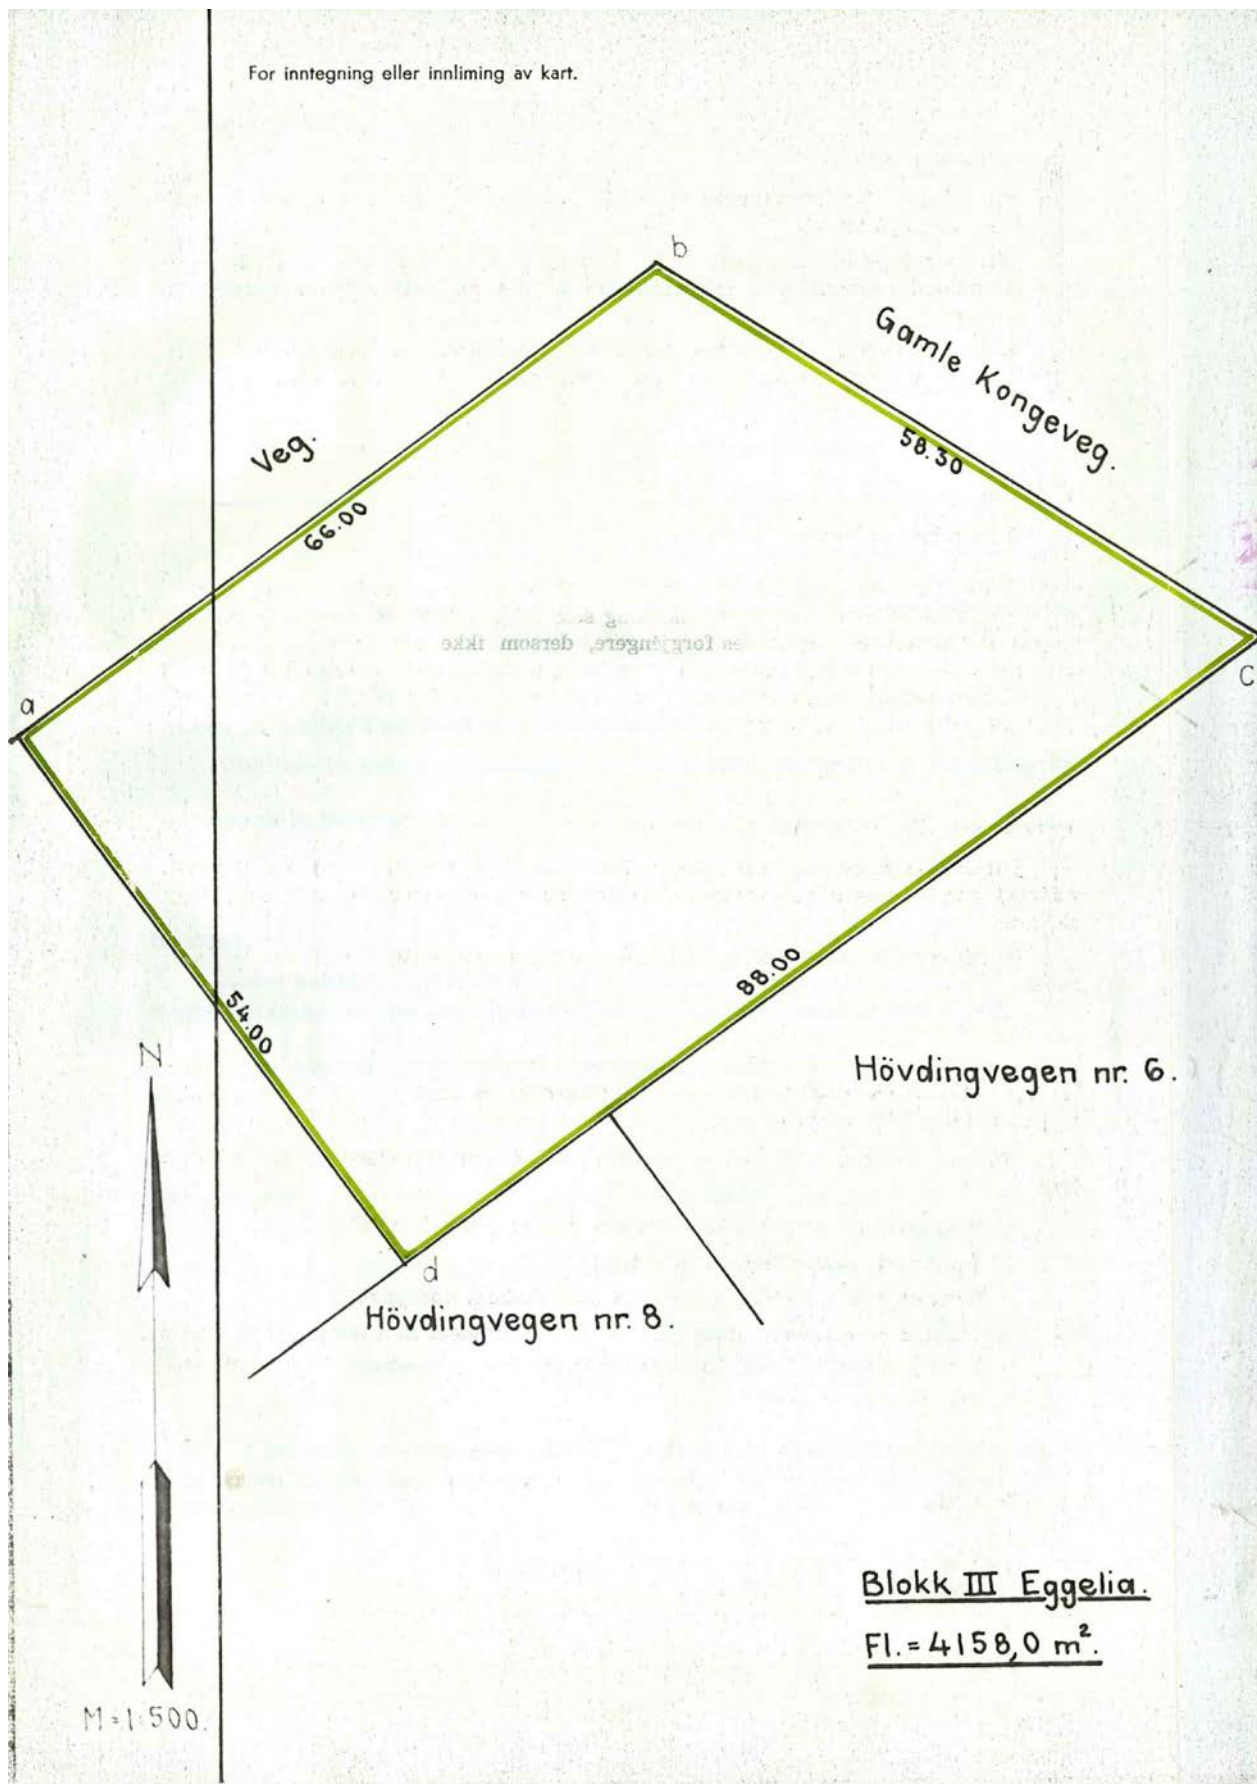 For inntegning eller innliming av kart.
b
Gamle Kongeveg.
58.30
Veg.
66.00
a
c
88.00
54.00
N
Hövdingvegen nr. 6.
d
Hövdingvegen nr. 8.
Blokk III Eggelia.
Fl. = 4158,0 m².
M=1:500.